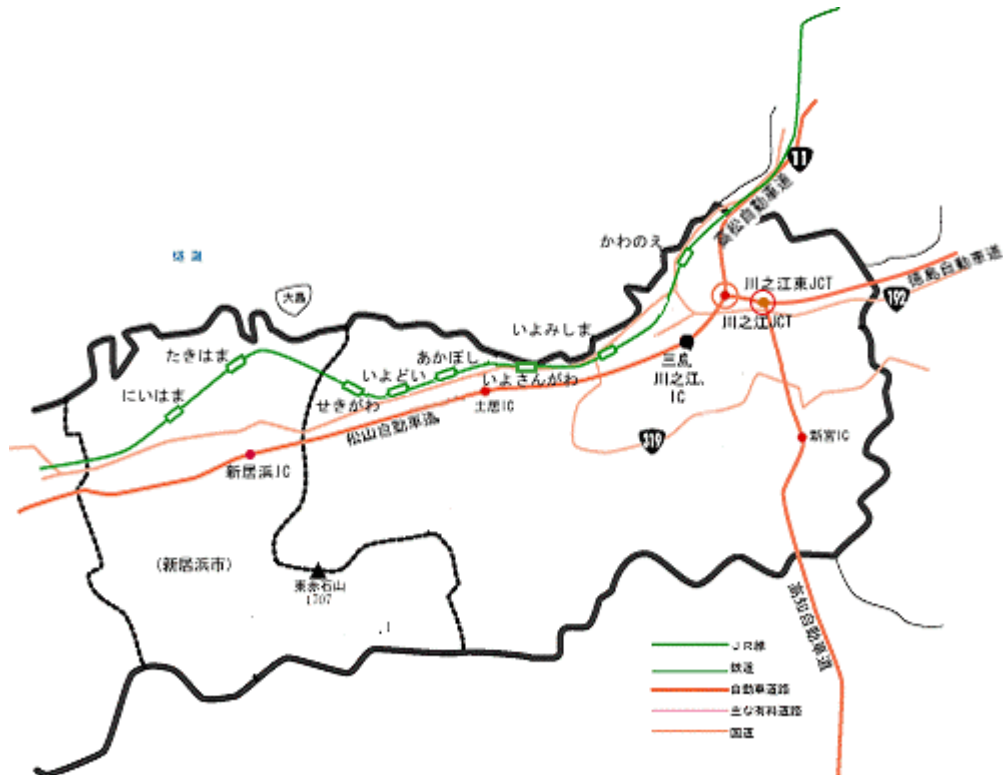 11
高松自動車道
かわのえ
徳島自動車道
川之江東JCT
192
大島
川之江JCT
いよみしま
たきはま
あかぼし
三島
川之江
IC
いよどい
いよさんがわ
にいはま
せきがわ
土居IC
松山自動車道
319
新宮IC
新居浜IC
(新居浜市)
東赤石山
1707
高知自動車道
JR線
鉄道
自動車道路
主な有料道路
国道